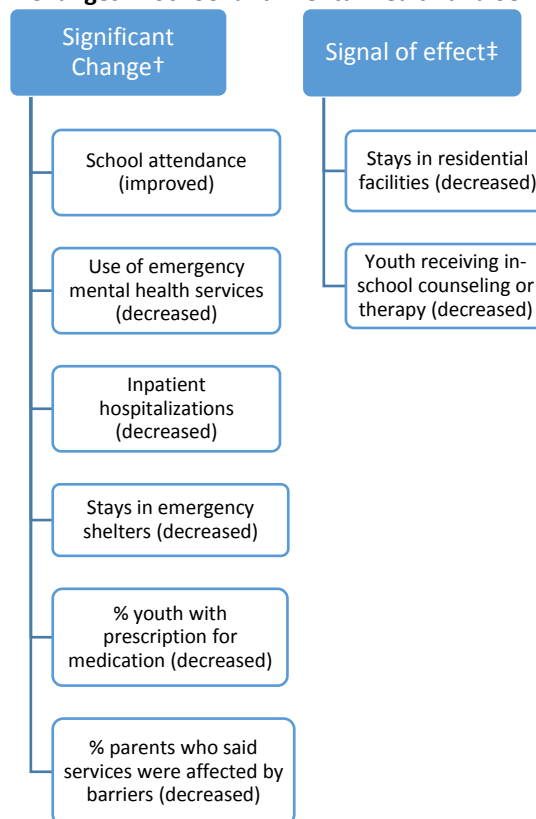 Significant
Change†
School attendance
(improved)
Use of emergency
mental health services
(decreased)
Inpatient
hospitalizations
(decreased)
Stays in emergency
shelters (decreased)
% youth with
prescription for
medication (decreased)
% parents who said
services were affected by
barriers (decreased)
Signal of effect‡
Stays in residential
facilities (decreased)
Youth receiving in-
school counseling or
therapy (decreased)